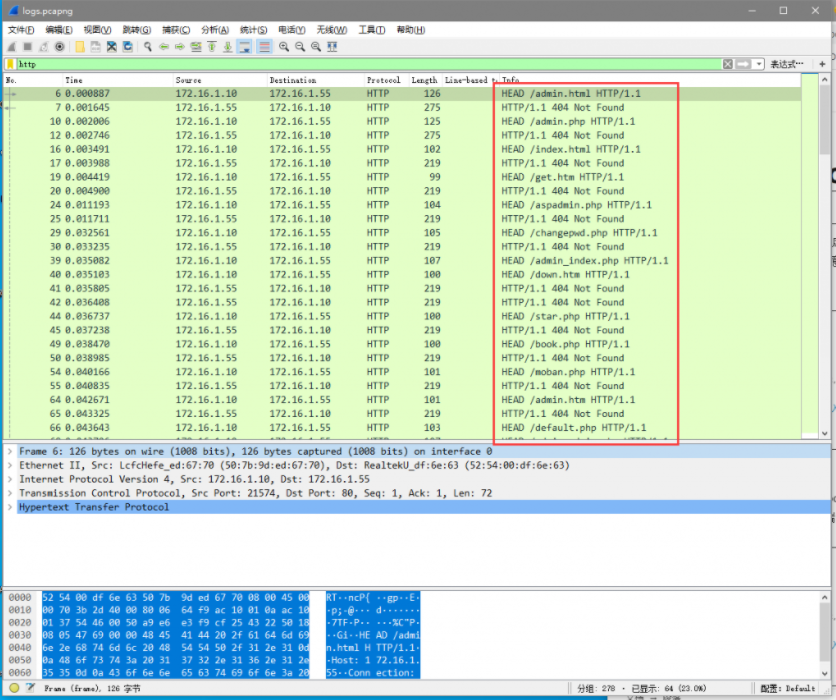 logs.pcapng
文件(F) 编辑(E) 视图(V) 跳转(G) 捕获(C) 分析(A) 统计(S) 电话(Y) 无线(W) 工具(T) 帮助(H)
http 表达式…
No. Time Source Destination Protocol Length Line-based t Info
6 0.000887 172.16.1.10 172.16.1.55 HTTP 126 HEAD /admin.html HTTP/1.1
7 0.001645 172.16.1.55 172.16.1.10 HTTP 275 HTTP/1.1 404 Not Found
10 0.002006 172.16.1.10 172.16.1.55 HTTP 125 HEAD /admin.php HTTP/1.1
12 0.002746 172.16.1.55 172.16.1.10 HTTP 275 HTTP/1.1 404 Not Found
16 0.003491 172.16.1.10 172.16.1.55 HTTP 102 HEAD /index.html HTTP/1.1
17 0.003988 172.16.1.55 172.16.1.10 HTTP 219 HTTP/1.1 404 Not Found
19 0.004419 172.16.1.10 172.16.1.55 HTTP 99 HEAD /get.htm HTTP/1.1
20 0.004900 172.16.1.55 172.16.1.10 HTTP 219 HTTP/1.1 404 Not Found
24 0.011193 172.16.1.10 172.16.1.55 HTTP 104 HEAD /aspadmin.php HTTP/1.1
25 0.011711 172.16.1.55 172.16.1.10 HTTP 219 HTTP/1.1 404 Not Found
29 0.032561 172.16.1.10 172.16.1.55 HTTP 105 HEAD /changepwd.php HTTP/1.1
30 0.033235 172.16.1.55 172.16.1.10 HTTP 219 HTTP/1.1 404 Not Found
39 0.035082 172.16.1.10 172.16.1.55 HTTP 107 HEAD /admin_index.php HTTP/1.1
40 0.035103 172.16.1.10 172.16.1.55 HTTP 100 HEAD /down.htm HTTP/1.1
41 0.035805 172.16.1.55 172.16.1.10 HTTP 219 HTTP/1.1 404 Not Found
42 0.036408 172.16.1.55 172.16.1.10 HTTP 219 HTTP/1.1 404 Not Found
44 0.036737 172.16.1.10 172.16.1.55 HTTP 100 HEAD /star.php HTTP/1.1
45 0.037238 172.16.1.55 172.16.1.10 HTTP 219 HTTP/1.1 404 Not Found
49 0.038470 172.16.1.10 172.16.1.55 HTTP 100 HEAD /book.php HTTP/1.1
50 0.038985 172.16.1.55 172.16.1.10 HTTP 219 HTTP/1.1 404 Not Found
54 0.040166 172.16.1.10 172.16.1.55 HTTP 101 HEAD /moban.php HTTP/1.1
55 0.040835 172.16.1.55 172.16.1.10 HTTP 219 HTTP/1.1 404 Not Found
64 0.042671 172.16.1.10 172.16.1.55 HTTP 101 HEAD /admin.htm HTTP/1.1
65 0.043325 172.16.1.55 172.16.1.10 HTTP 219 HTTP/1.1 404 Not Found
66 0.043643 172.16.1.10 172.16.1.55 HTTP 103 HEAD /default.php HTTP/1.1
Frame 6: 126 bytes on wire (1008 bits), 126 bytes captured (1008 bits) on interface 0
Ethernet II, Src: LcfcHefe_ed:67:70 (50:7b:9d:ed:67:70), Dst: RealtekU_df:6e:63 (52:54:00:df:6e:63)
Internet Protocol Version 4, Src: 172.16.1.10, Dst: 172.16.1.55
Transmission Control Protocol, Src Port: 21574, Dst Port: 80, Seq: 1, Ack: 1, Len: 72
Hypertext Transfer Protocol
0000 52 54 00 df 6e 63 50 7b 9d ed 67 70 08 00 45 00 RT··ncP{ ··gp··E·
0010 00 70 3b 2d 40 00 80 06 64 f9 ac 10 01 0a ac 10 ·p;-@··· d·······
0020 01 37 54 46 00 50 a9 e6 e3 f9 cf 25 43 22 50 18 ·7TF·P·· ···%C"P·
0030 08 05 47 69 00 00 48 45 41 44 20 2f 61 64 6d 69 ··Gi··HE AD /admi
0040 6e 2e 68 74 6d 6c 20 48 54 54 50 2f 31 2e 31 0d n.html H TTP/1.1·
0050 0a 48 6f 73 74 3a 20 31 37 32 2e 31 36 2e 31 2e ·Host: 1 72.16.1.
0060 35 35 0d 0a 43 6f 6e 6e 65 63 74 69 6f 6e 3a 20 55··Conn ection:
Frame (frame), 126 字节 分组: 278 · 已显示: 64 (23.0%) 配置: Default